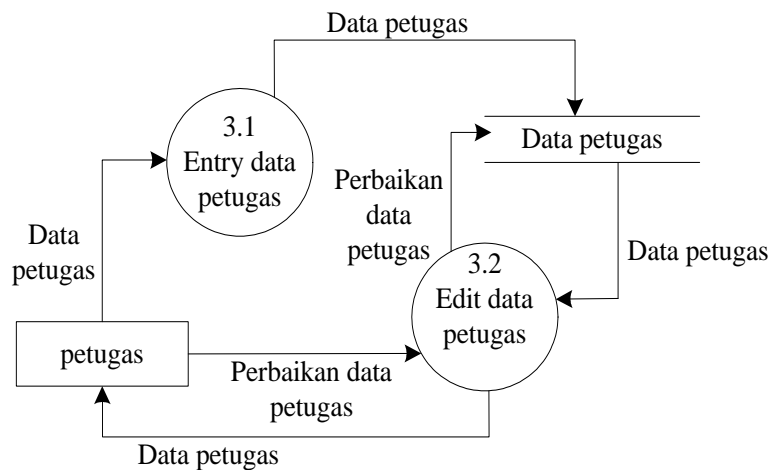 Data petugas
3.1
Entry data
petugas
Data petugas
Perbaikan
data
petugas
Data
petugas
Data petugas
3.2
Edit data
petugas
petugas
Perbaikan data
petugas
Data petugas